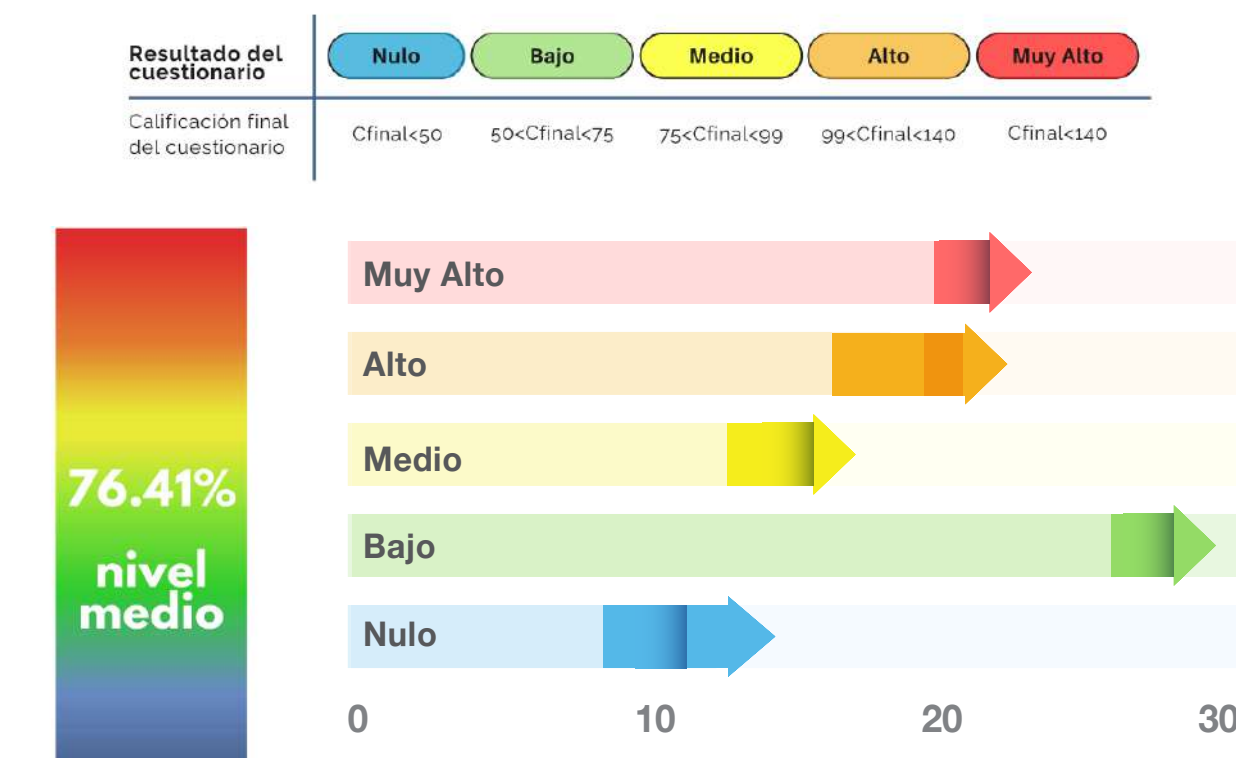 Resultado del
cuestionario
Nulo
Bajo
Medio
Alto
Muy Alto
Calificación final
del cuestionario
Cfinal<50
50<Cfinal<75
75<Cfinal<99
99<Cfinal<140
Cfinal<140
76.41%
nivel
medio
Muy Alto
Alto
Medio
Bajo
Nulo
0
10
20
30